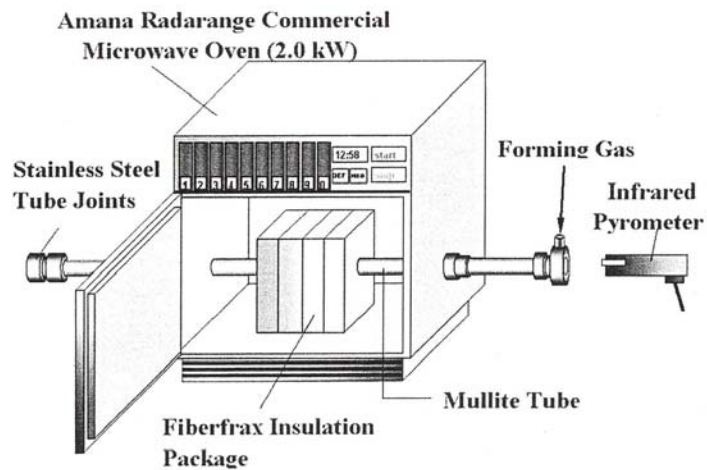 Amana Radarange Commercial
Microwave Oven (2.0 kW)
Stainless Steel
Tube Joints
12:58 start
1 2 3 4 5 6 7 8 9 0
DEF
Forming Gas
Infrared
Pyrometer
Mullite Tube
Fiberfrax Insulation
Package